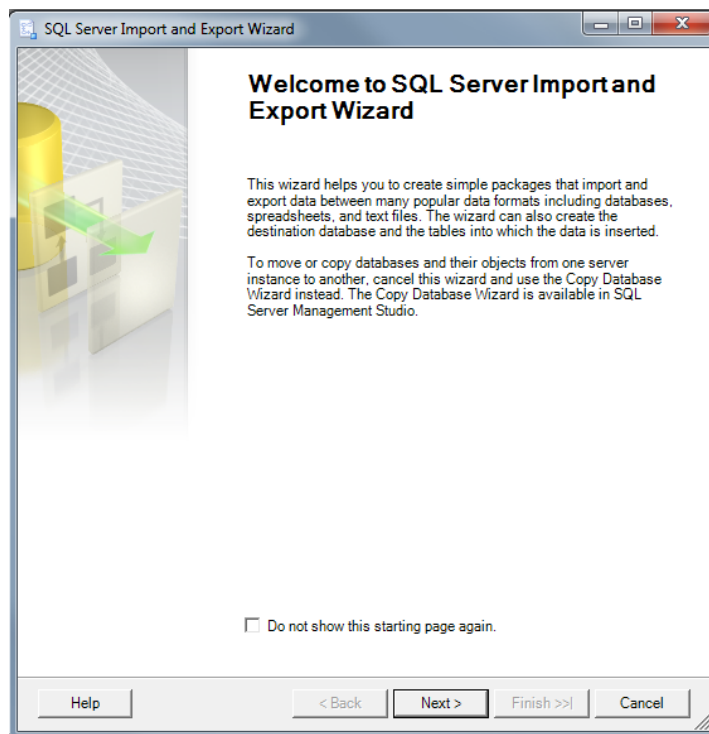 SQL Server Import and Export Wizard
Welcome to SQL Server Import and
Export Wizard
This wizard helps you to create simple packages that import and
export data between many popular data formats including databases,
spreadsheets, and text files. The wizard can also create the
destination database and the tables into which the data is inserted.
To move or copy databases and their objects from one server
instance to another, cancel this wizard and use the Copy Database
Wizard instead. The Copy Database Wizard is available in SQL
Server Management Studio.
Do not show this starting page again.
Help < Back Next > Finish >>| Cancel